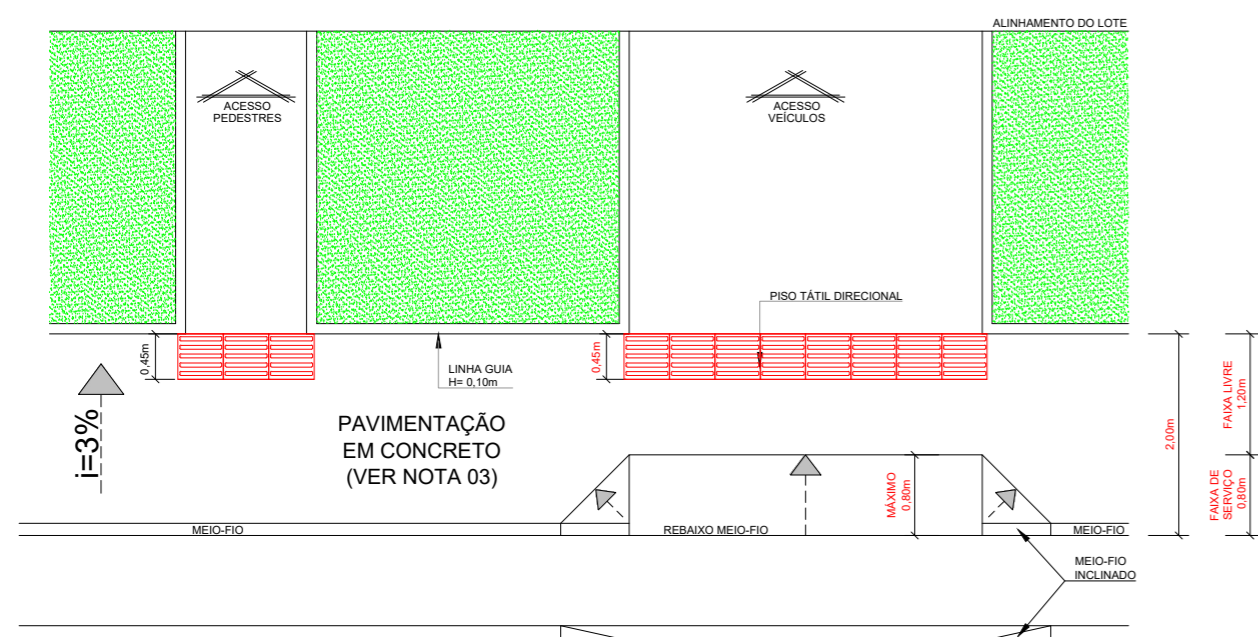 ALINHAMENTO DO LOTE
ACESSO
PEDESTRES
ACESSO
VEÍCULOS
PISO TÁTIL DIRECIONAL
0,45m
LINHA GUIA
H= 0,10m
0,45m
i=3%
PAVIMENTAÇÃO
EM CONCRETO
(VER NOTA 03)
2,00m
FAIXA LIVRE
1,20m
MÁXIMO
0,80m
FAIXA DE
SERVIÇO
0,80m
MEIO-FIO
REBAIXO MEIO-FIO
MEIO-FIO
MEIO-FIO
INCLINADO